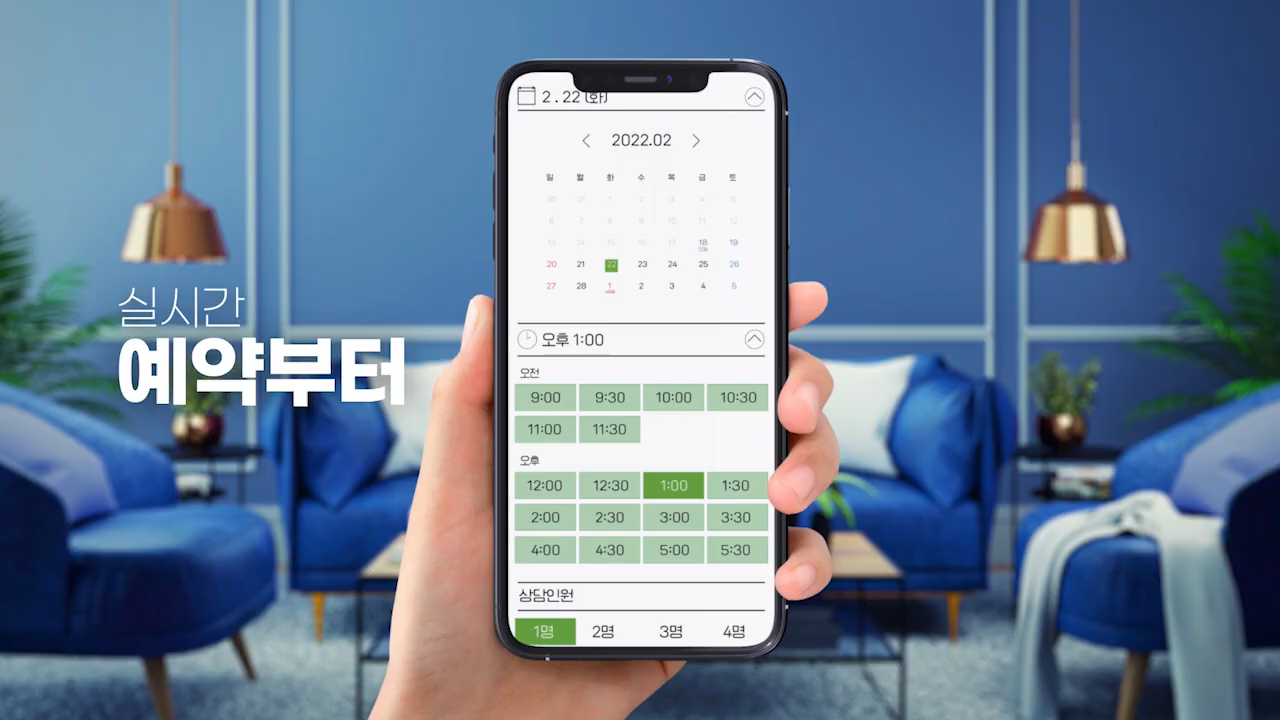 실시간
예약부터
2 . 22 (화)
2022.02
일 월 화 수 목 금 토
30 31 1 2 3 4 5
6 7 8 9 10 11 12
13 14 15 16 17 18 19
20 21 22 23 24 25 26
27 28 1 2 3 4 5
오후 1:00
오전
9:00 9:30 10:00 10:30
11:00 11:30
오후
12:00 12:30 1:00 1:30
2:00 2:30 3:00 3:30
4:00 4:30 5:00 5:30
상담인원
1명 2명 3명 4명